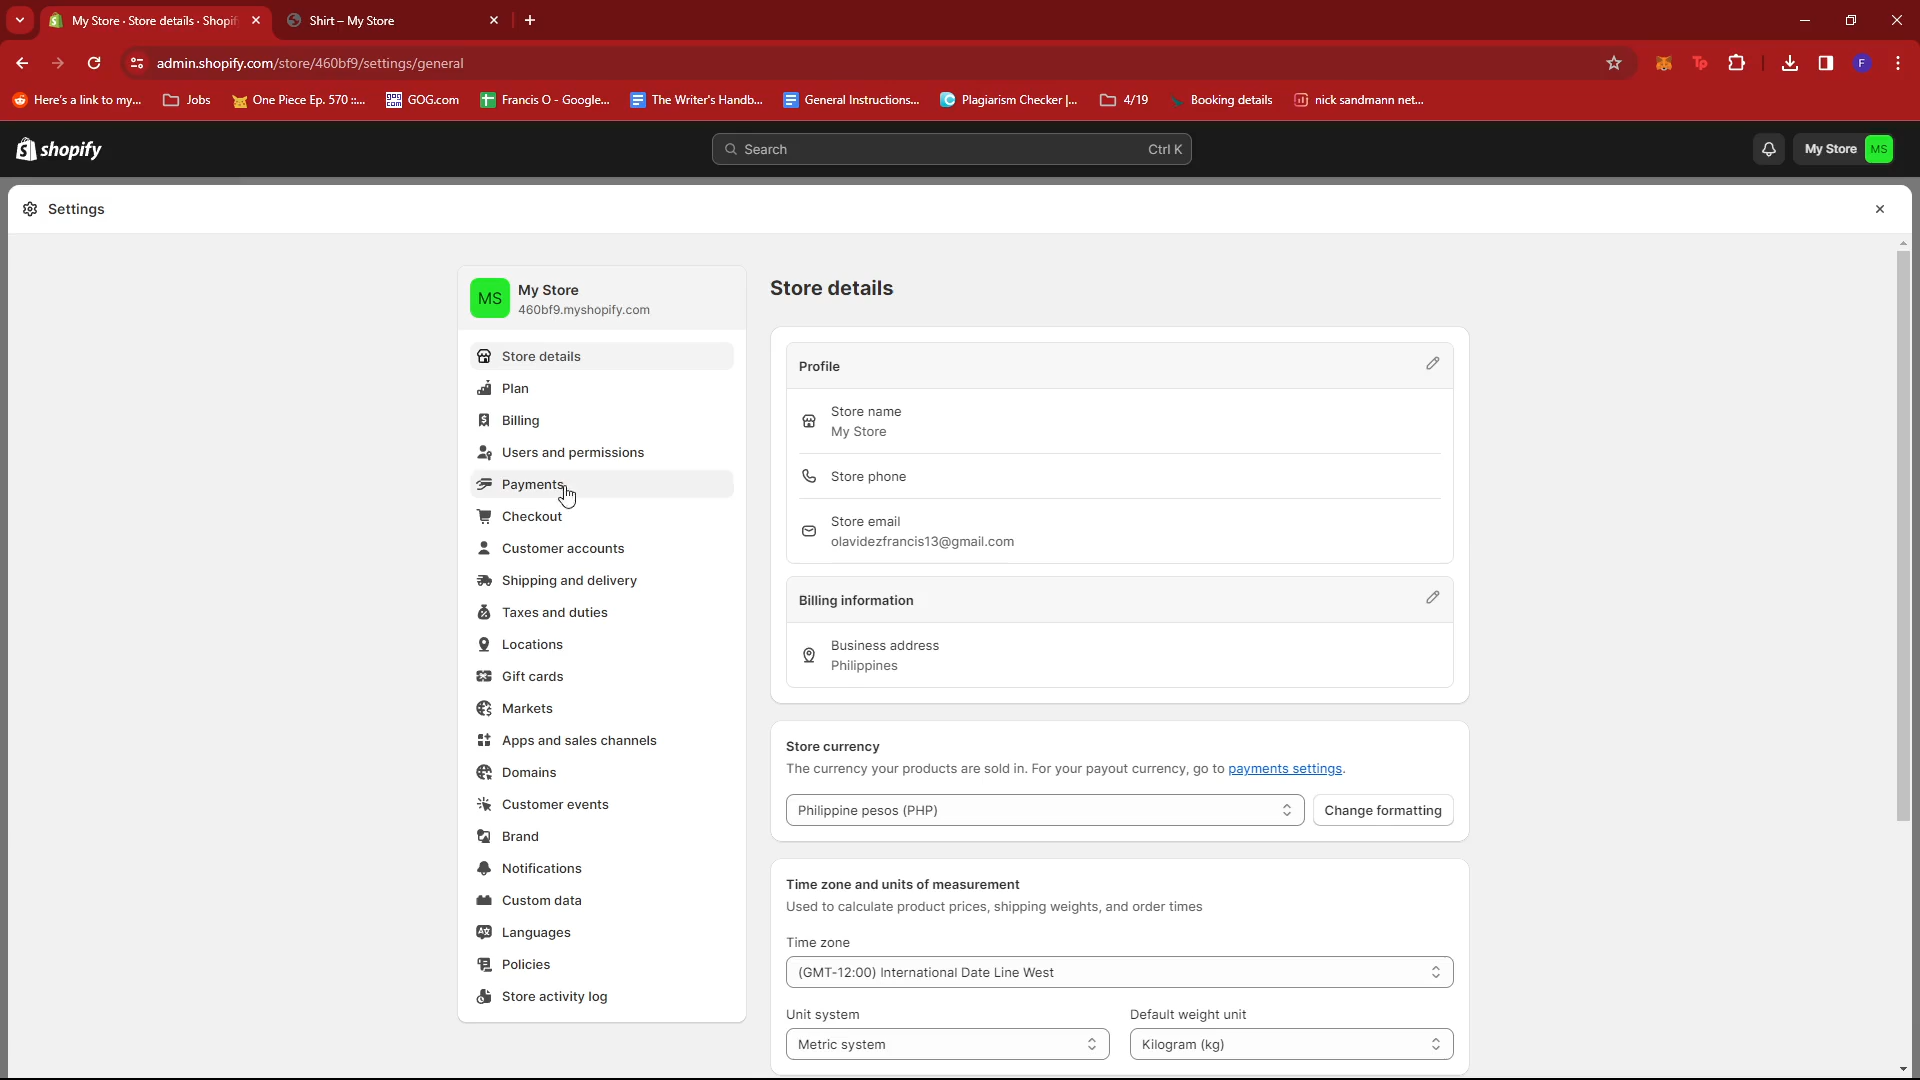 My Store · Store details · Shopif
Shirt – My Store
admin.shopify.com/store/460bf9/settings/general
Here's a link to my...
Jobs
One Piece Ep. 570 ::...
GOG.com
Francis O - Google...
The Writer's Handb...
General Instructions...
Plagiarism Checker |...
4/19
Booking details
nick sandmann net...
Tp
F
shopify
Search
Ctrl K
My Store
MS
Settings
MS
My Store
460bf9.myshopify.com
Store details
Plan
Billing
Users and permissions
Payments
Checkout
Customer accounts
Shipping and delivery
Taxes and duties
Locations
Gift cards
Markets
Apps and sales channels
Domains
Customer events
Brand
Notifications
Custom data
Languages
Policies
Store activity log
Store details
Profile
Store name
My Store
Store phone
Store email
olavidezfrancis13@gmail.com
Billing information
Business address
Philippines
Store currency
The currency your products are sold in. For your payout currency, go to payments settings.
Philippine pesos (PHP)
Change formatting
Time zone and units of measurement
Used to calculate product prices, shipping weights, and order times
Time zone
(GMT-12:00) International Date Line West
Unit system
Default weight unit
Metric system
Kilogram (kg)